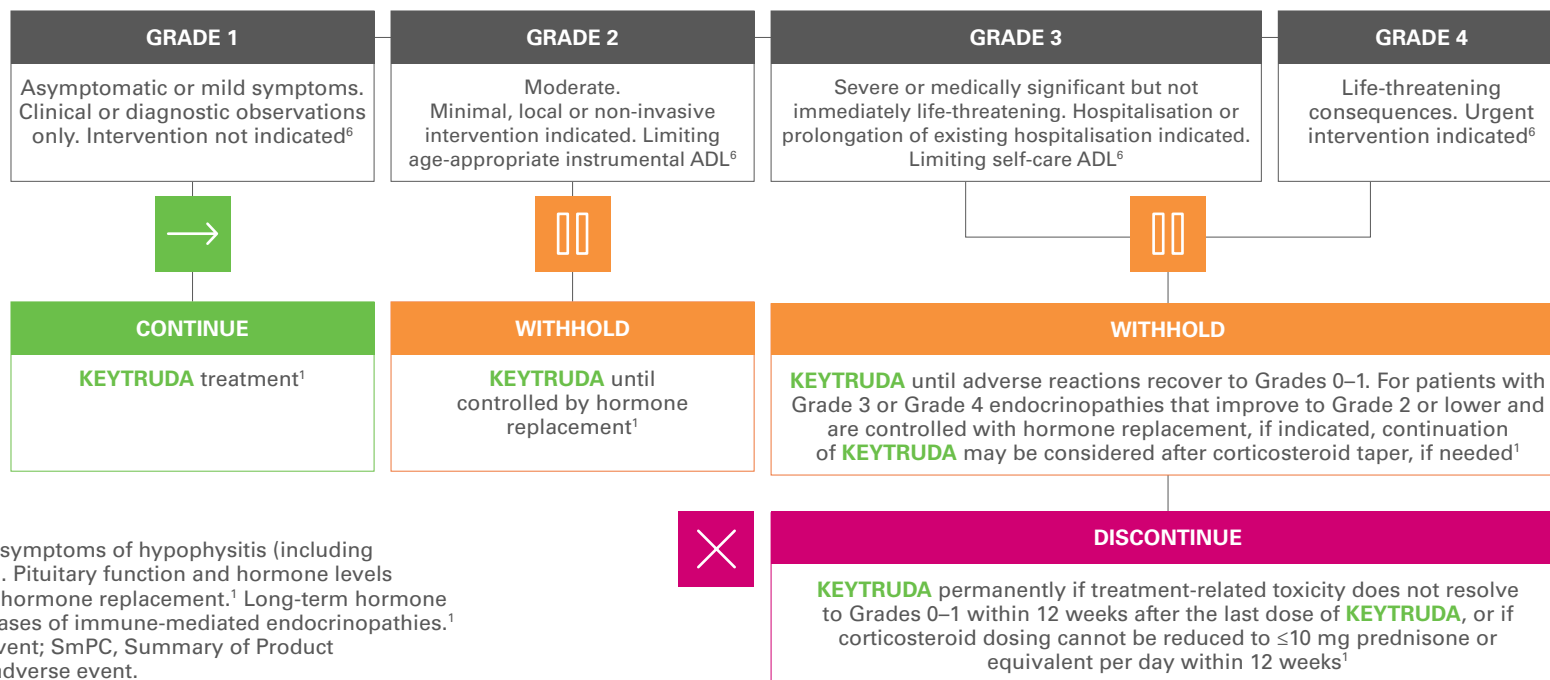 GRADE 1
Asymptomatic or mild symptoms.
Clinical or diagnostic observations
only. Intervention not indicated⁶
GRADE 2
Moderate.
Minimal, local or non-invasive
intervention indicated. Limiting
age-appropriate instrumental ADL⁶
GRADE 3
Severe or medically significant but not
immediately life-threatening. Hospitalisation or
prolongation of existing hospitalisation indicated.
Limiting self-care ADL⁶
GRADE 4
Life-threatening
consequences. Urgent
intervention indicated⁶
CONTINUE
KEYTRUDA treatment¹
WITHHOLD
KEYTRUDA until
controlled by hormone
replacement¹
WITHHOLD
KEYTRUDA until adverse reactions recover to Grades 0–1. For patients with
Grade 3 or Grade 4 endocrinopathies that improve to Grade 2 or lower and
are controlled with hormone replacement, if indicated, continuation
of KEYTRUDA may be considered after corticosteroid taper, if needed¹
symptoms of hypophysitis (including
. Pituitary function and hormone levels
hormone replacement.¹ Long-term hormone
ases of immune-mediated endocrinopathies.¹
vent; SmPC, Summary of Product
adverse event.
DISCONTINUE
KEYTRUDA permanently if treatment-related toxicity does not resolve
to Grades 0–1 within 12 weeks after the last dose of KEYTRUDA, or if
corticosteroid dosing cannot be reduced to ≤10 mg prednisone or
equivalent per day within 12 weeks¹